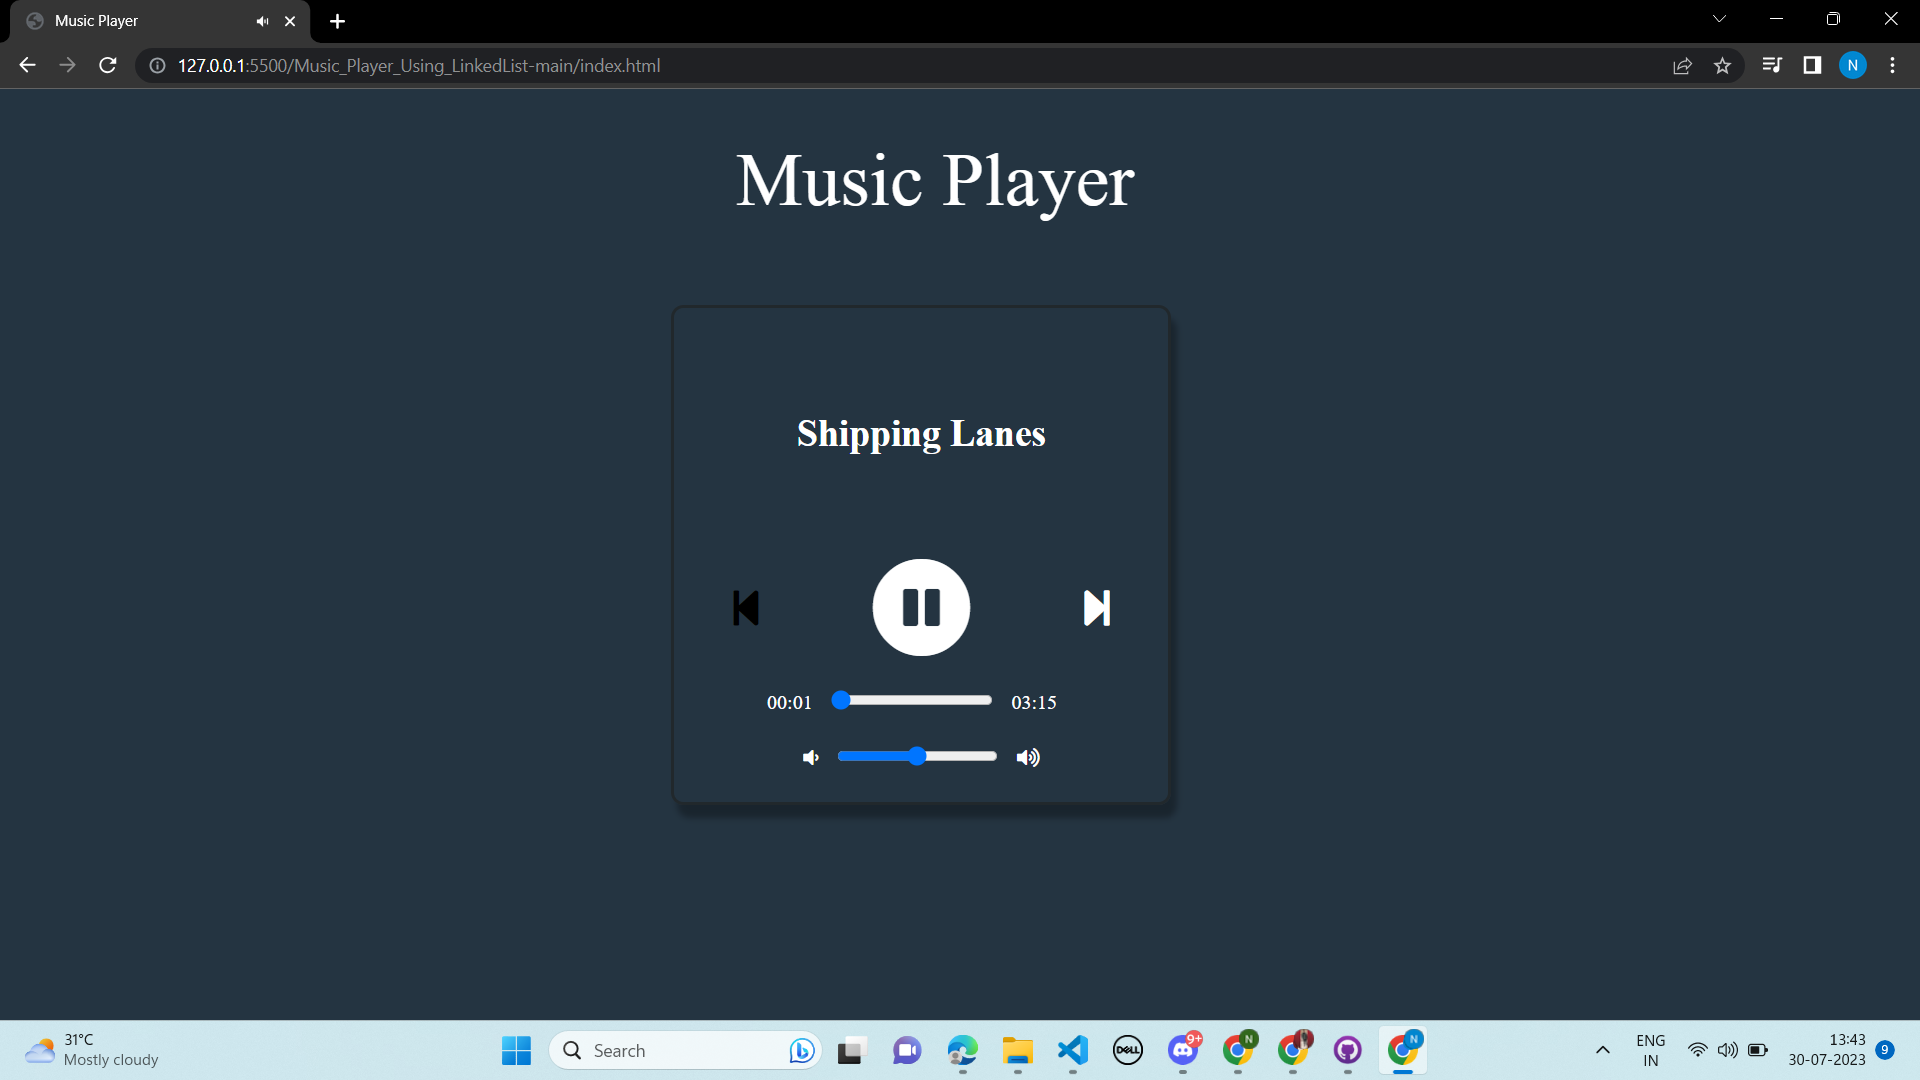 Music Player
127.0.0.1:5500/Music_Player_Using_LinkedList-main/index.html
N
Music Player
Shipping Lanes
00:01
03:15
31°C
Mostly cloudy
Search
DELL
9+
N
N
ENG
IN
13:43
30-07-2023
9